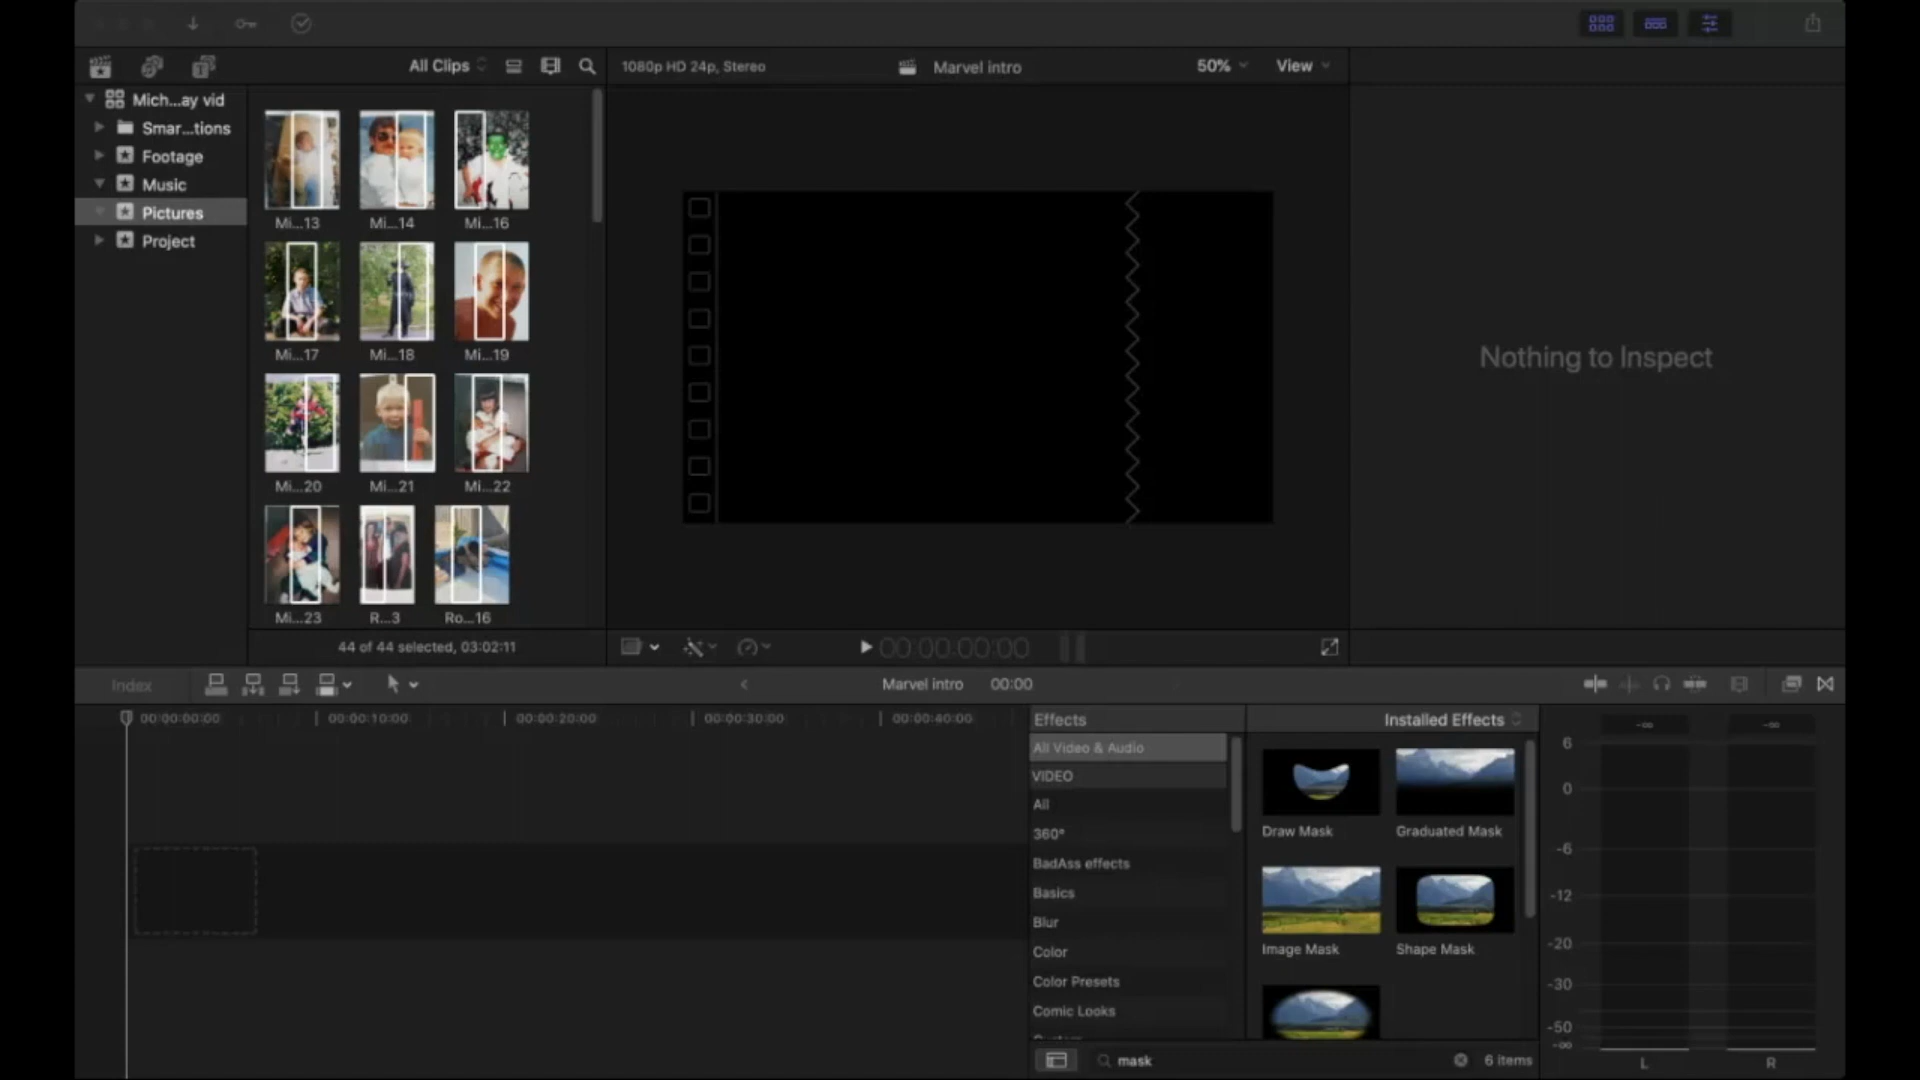 All Clips
1080p HD 24p, Stereo
Marvel intro
50%
View
Mich...ay vid
Smar...tions
Footage
Music
Pictures
Project
Mi...13
Mi...14
Mi...16
Mi...17
Mi...18
Mi...19
Mi...20
Mi...21
Mi...22
Mi...23
R...3
Ro...16
44 of 44 selected, 03:02:11
00:00:00:00
Nothing to Inspect
Index
Marvel intro
00:00
00:00:00:00
00:00:10:00
00:00:20:00
00:00:30:00
00:00:40:00
Effects
Installed Effects
All Video & Audio
VIDEO
All
360°
BadAss effects
Basics
Blur
Color
Color Presets
Comic Looks
Draw Mask
Graduated Mask
Image Mask
Shape Mask
mask
6 items
-∞
-∞
6
0
-6
-12
-20
-30
-50
-∞
L
R